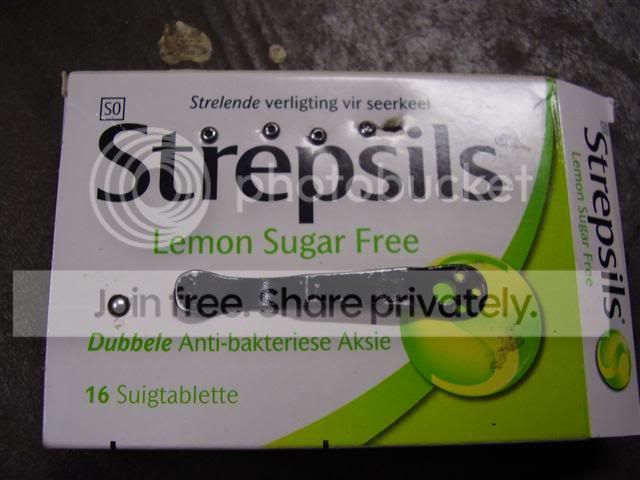 S0
Strelende verligting vir seerkeel
Strepsils
photobucket
Lemon Sugar Free
Join free. Share privately.
Dubbele Anti-bakteriese Aksie
16 Suigtablette
Strepsils
Lemon Sugar Free